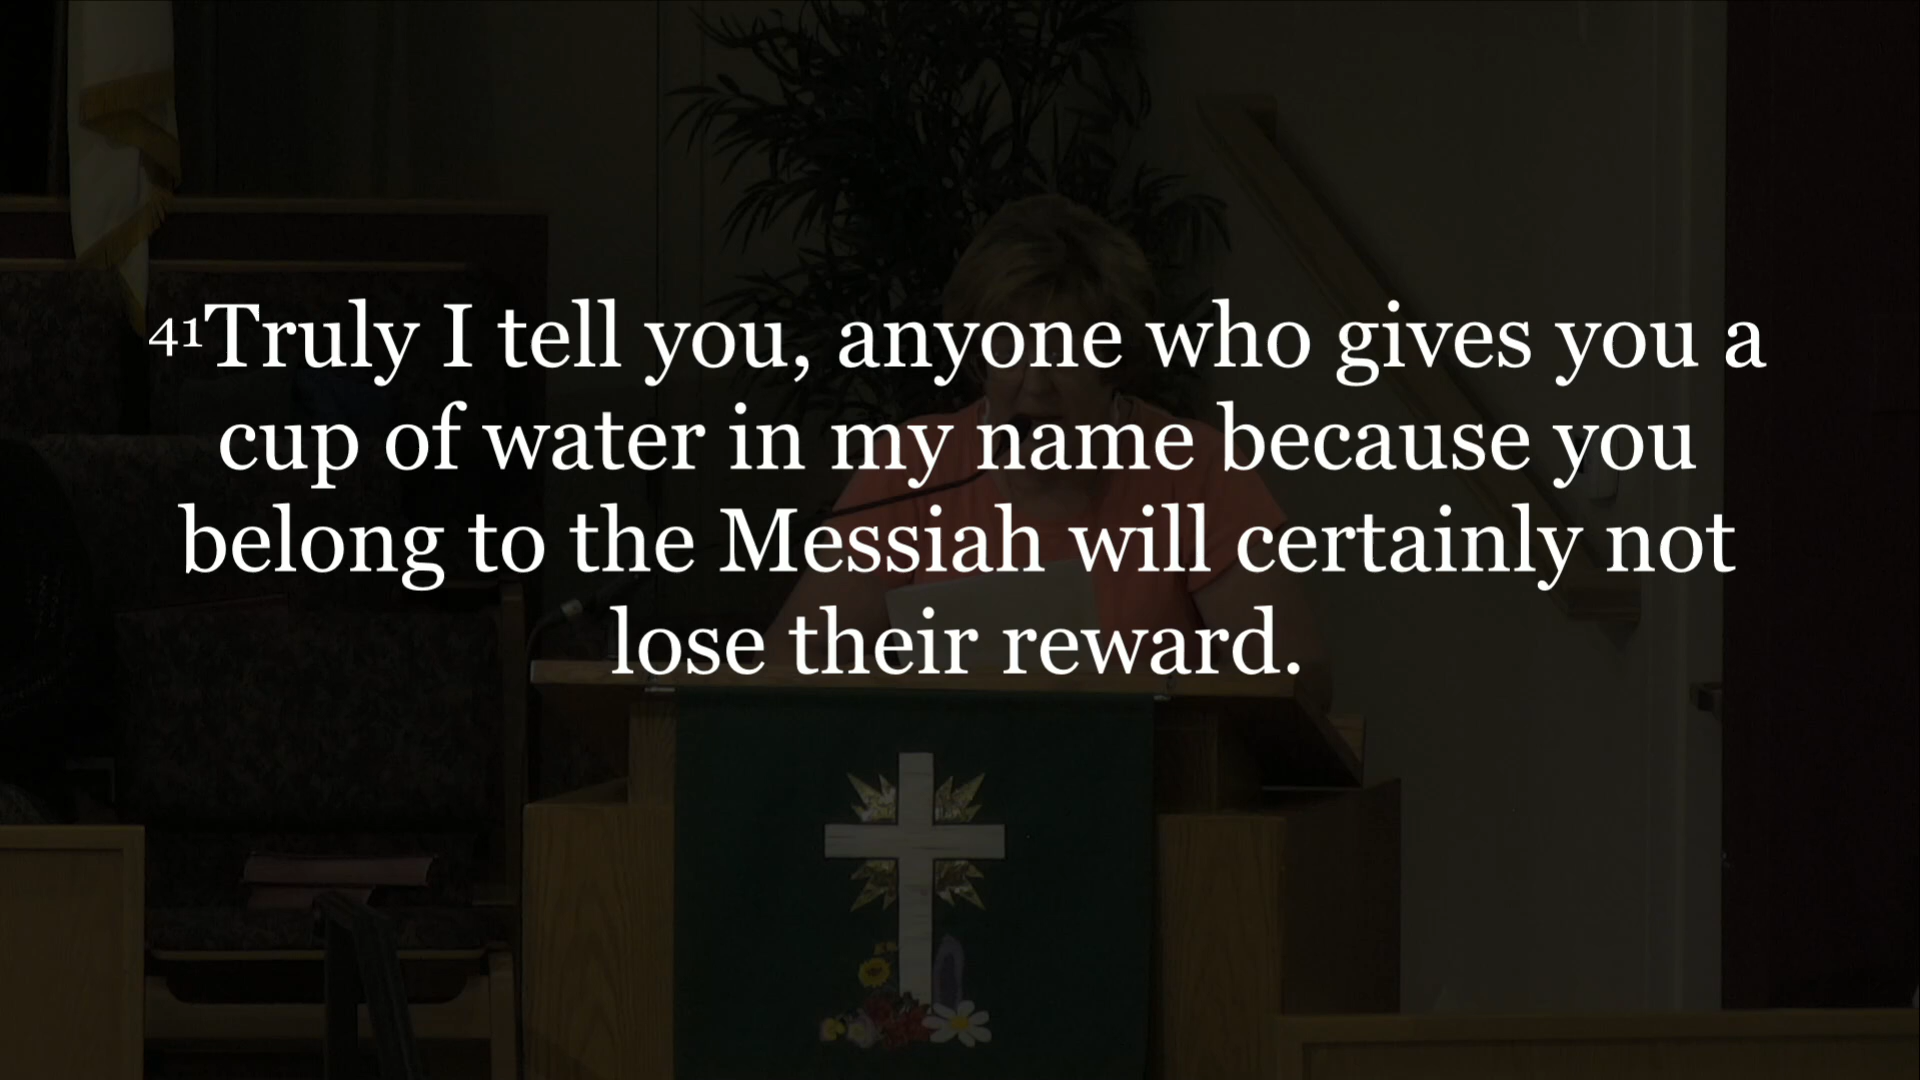 41Truly I tell you, anyone who gives you a
cup of water in my name because you
belong to the Messiah will certainly not
lose their reward.